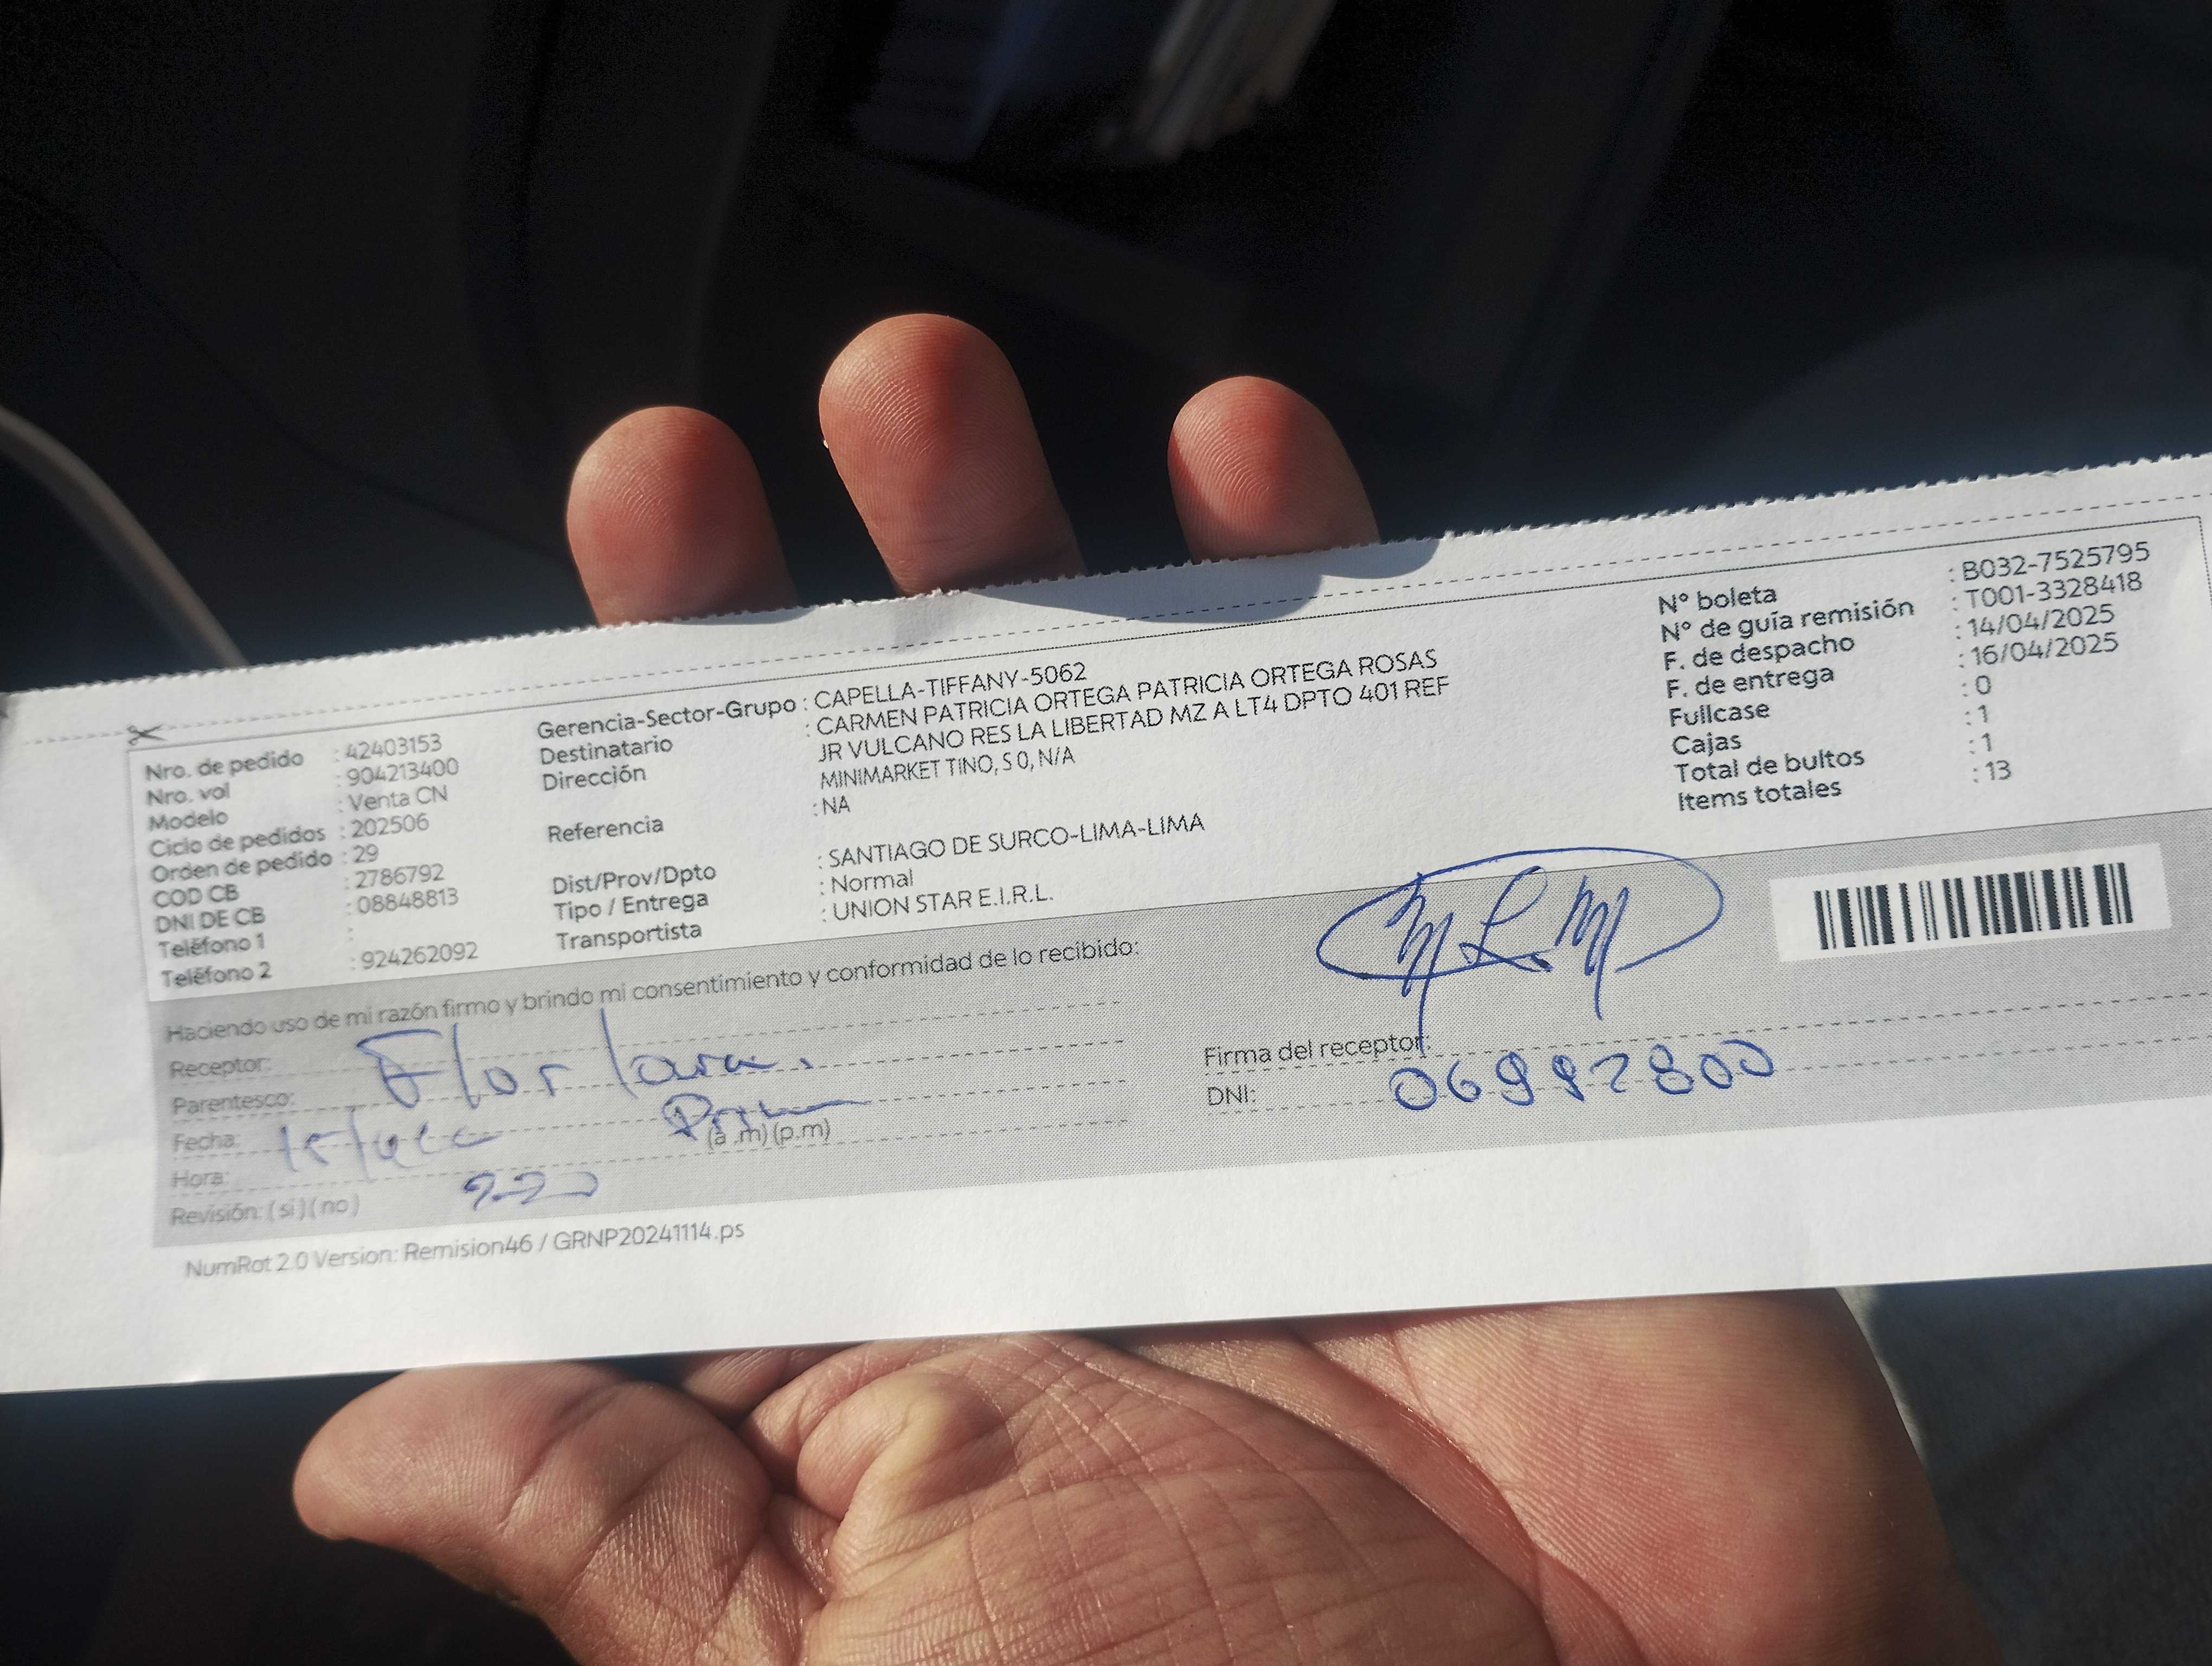 Nro. de pedido : 42403153
Nro. vol : 904213400
Modelo : Venta CN
Ciclo de pedidos : 202506
Orden de pedido : 29
COD CB : 2786792
DNI DE CB : 08848813
Teléfono 1 :
Teléfono 2 : 924262092
Gerencia-Sector-Grupo : CAPELLA-TIFFANY-5062
Destinatario : CARMEN PATRICIA ORTEGA PATRICIA ORTEGA ROSAS
Dirección JR VULCANO RES LA LIBERTAD MZ A LT4 DPTO 401 REF
MINIMARKET TINO, S 0, N/A
Referencia : NA
Dist/Prov/Dpto : SANTIAGO DE SURCO-LIMA-LIMA
Tipo / Entrega : Normal
Transportista : UNION STAR E.I.R.L.
N° boleta : B032-7525795
N° de guía remisión : T001-3328418
F. de despacho : 14/04/2025
F. de entrega : 16/04/2025
Fullcase : 0
Cajas : 1
Total de bultos : 1
Items totales : 13
Haciendo uso de mi razón firmo y brindo mi consentimiento y conformidad de lo recibido:
Receptor: Flor
Parentesco:
Fecha:
Hora: (a.m) (p.m)
Revisión: ( si ) ( no )
Firma del receptor:
DNI: 06992800
NumRot 2.0 Version: Remision46 / GRNP20241114.ps